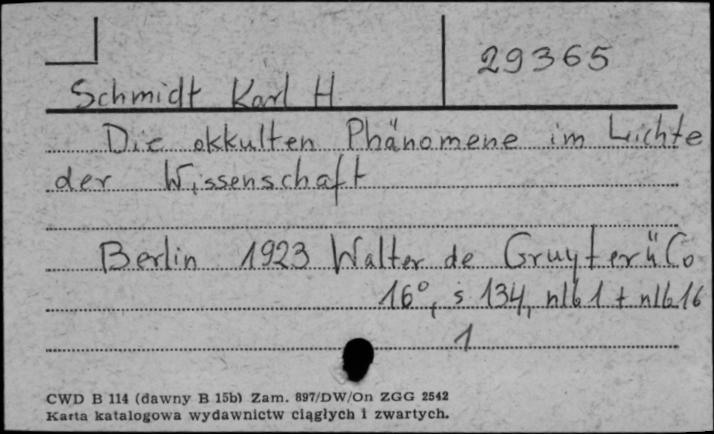 29365
Schmidt Karl H.
Die okkulten Phänomene im Lichte
der Wissenschaft
Berlin 1923 Walter de Gruyter ü Co
16°, s 134, nlb 1 + nlb 16
1
CWD B 114 (dawny B 15b) Zam. 897/DW/On ZGG 2542
Karta katalogowa wydawnictw ciągłych i zwartych.